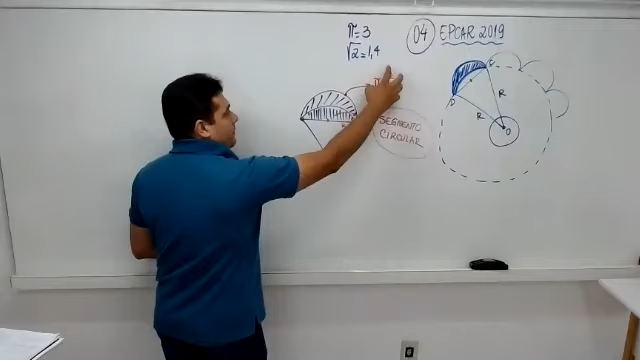 π=3
√2=1,4
04 EPCAR 2019
SEGMENTO
CIRCULAR
R
R
O